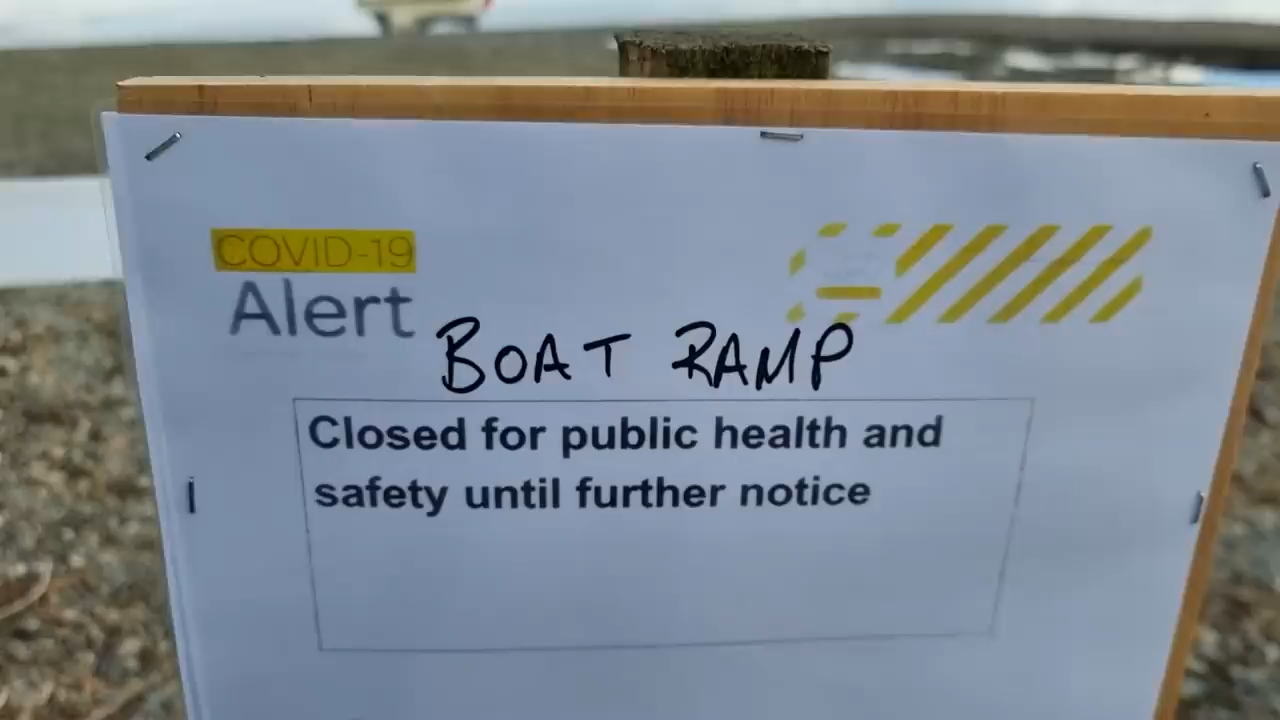 COVID-19
Alert
BOAT RAMP
Closed for public health and
safety until further notice